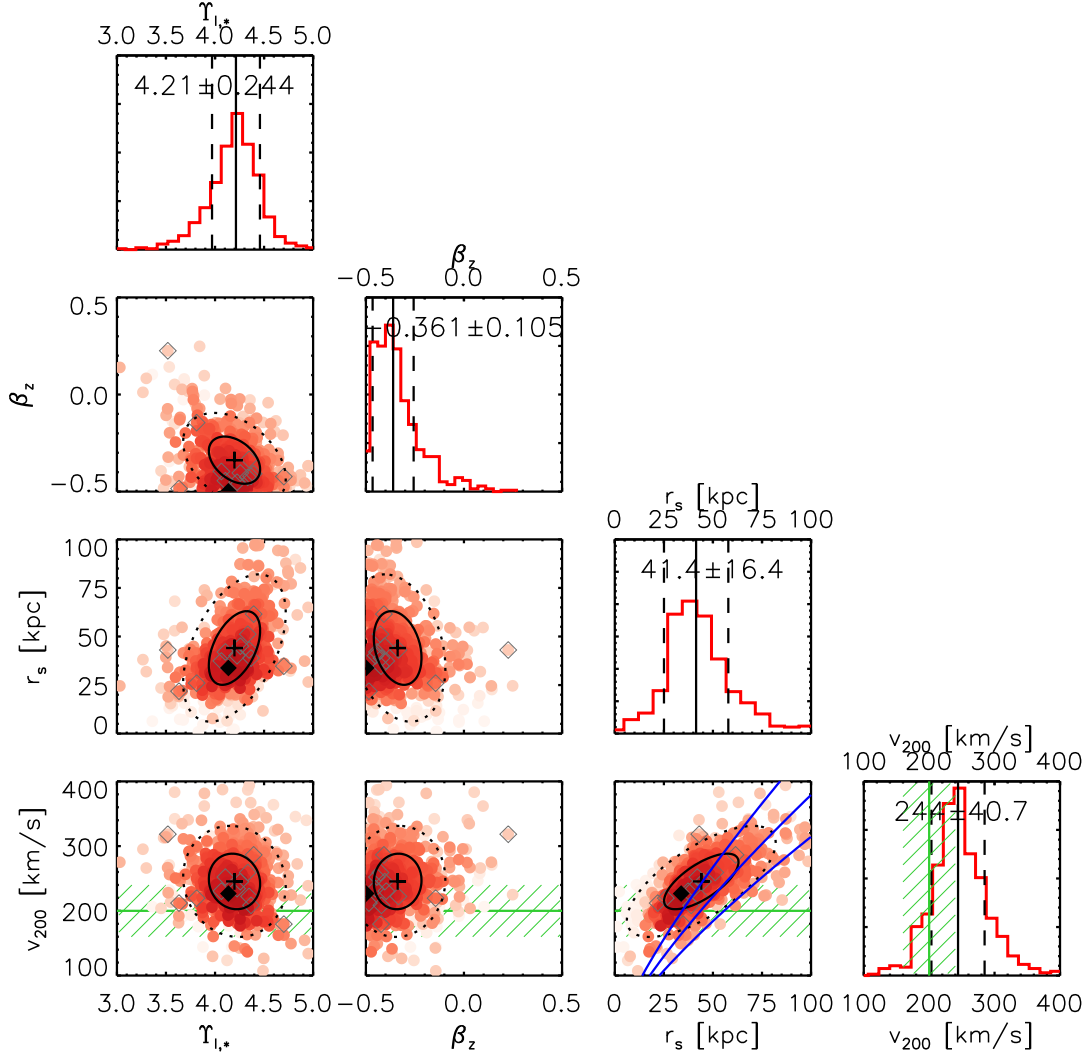 Υ_I,*
3.0 3.5 4.0 4.5 5.0
4.21±0.244
β_z
−0.5 0.0 0.5
0.5
0.0
−0.5
β_z
−0.361±0.105
r_s [kpc]
0 25 50 75 100
100
75
50
25
0
r_s [kpc]
41.4±16.4
v_200 [km/s]
100 200 300 400
400
300
200
100
v_200 [km/s]
244±40.7
3.0 3.5 4.0 4.5 5.0
−0.5 0.0 0.5
0 25 50 75 100
100 200 300 400
Υ_I,*
β_z
r_s [kpc]
v_200 [km/s]